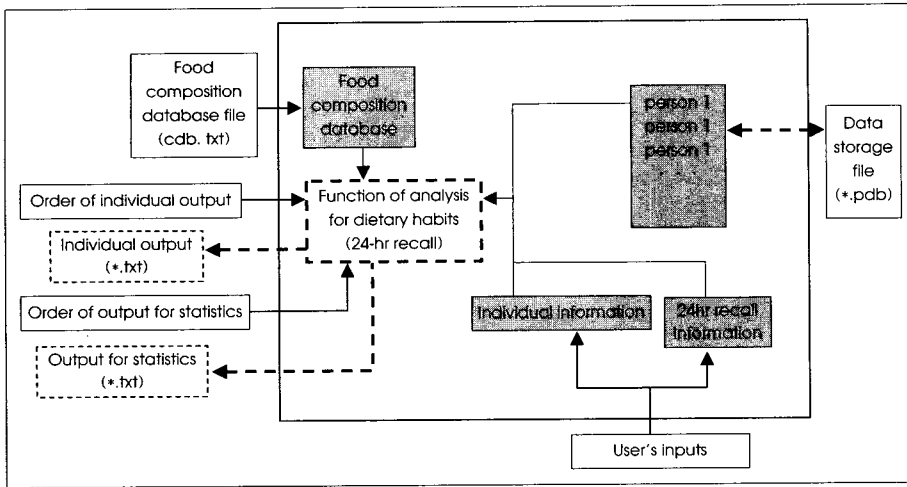 Food
composition
database file
(cdb. txt)
Food
composition
database
person 1
person 1
person 1
. . .
Data
storage
file
(*.pdb)
Order of individual output
Function of analysis
for dietary habits
(24-hr recall)
Individual output
(*.txt)
Order of output for statistics
Individual information
24hr recall
information
Output for statistics
(*.txt)
User's inputs